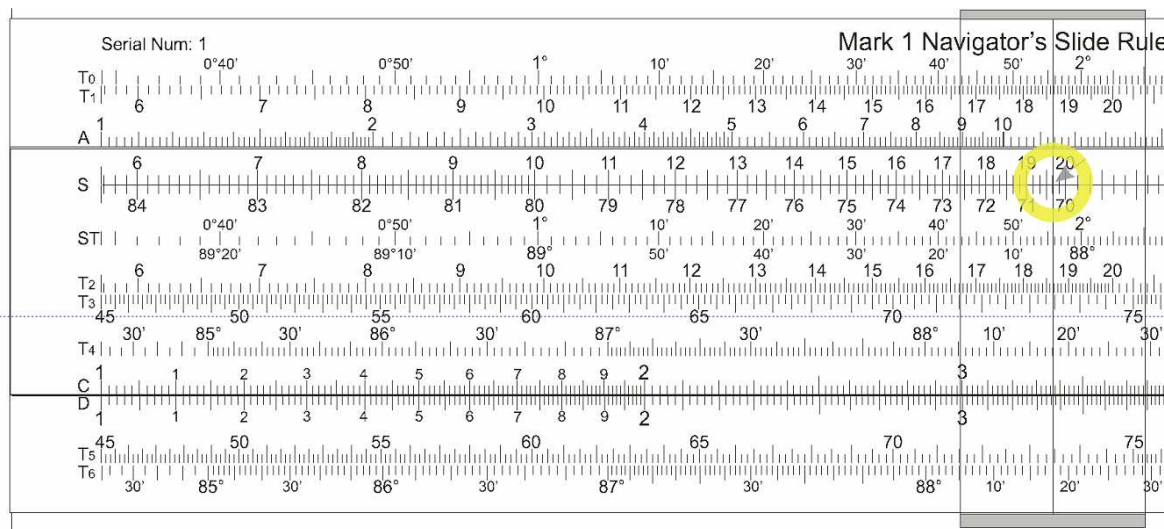 Serial Num: 1
Mark 1 Navigator's Slide Rule
T0 0°40' 0°50' 1° 10' 20' 30' 40' 50' 2°
T1 6 7 8 9 10 11 12 13 14 15 16 17 18 19 20
A 1 2 3 4 5 6 7 8 9 10
6 7 8 9 10 11 12 13 14 15 16 17 18 19 20
S
84 83 82 81 80 79 78 77 76 75 74 73 72 71 70
ST 0°40' 0°50' 1° 10' 20' 30' 40' 50' 2°
89°20' 89°10' 89° 50' 40' 30' 20' 10' 88°
T2 6 7 8 9 10 11 12 13 14 15 16 17 18 19 20
T3
45 50 55 60 65 70 75
30' 85° 30' 86° 30' 87° 30' 88° 10' 20' 30'
T4
C 1 1 2 3 4 5 6 7 8 9 2 3
D 1 1 2 3 4 5 6 7 8 9 2 3
45 50 55 60 65 70 75
T5
T6
30' 85° 30' 86° 30' 87° 30' 88° 10' 20' 30'